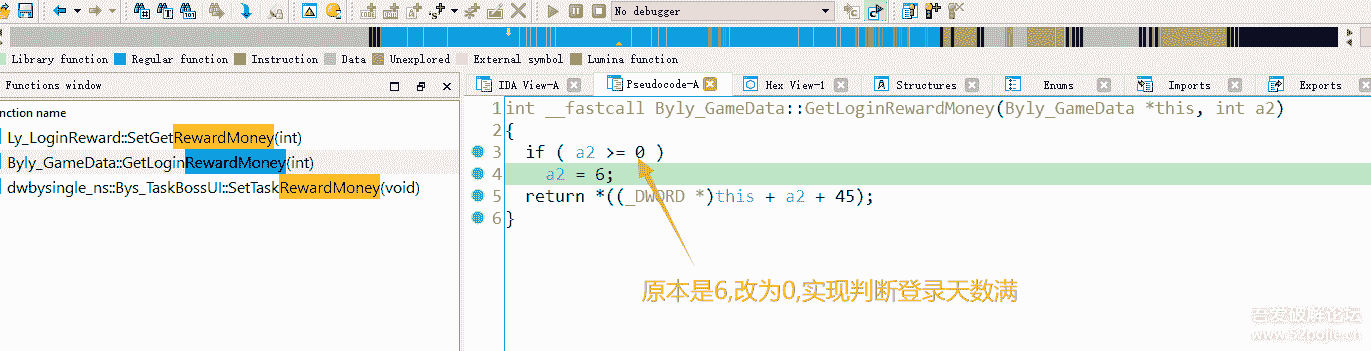 No debugger
Library function Regular function Instruction Data Unexplored External symbol Lumina function
Functions window
IDA View-A Pseudocode-A Hex View-1 Structures Enums Imports Exports
nction name
Ly_LoginReward::SetGetRewardMoney(int)
Byly_GameData::GetLoginRewardMoney(int)
dwbysingle_ns::Bys_TaskBossUI::SetTaskRewardMoney(void)
1 int __fastcall Byly_GameData::GetLoginRewardMoney(Byly_GameData *this, int a2)
2 {
3 if ( a2 >= 0 )
4 a2 = 6;
5 return *((_DWORD *)this + a2 + 45);
6 }
原本是6,改为0,实现判断登录天数满
吾爱破解论坛
www.52pojie.cn